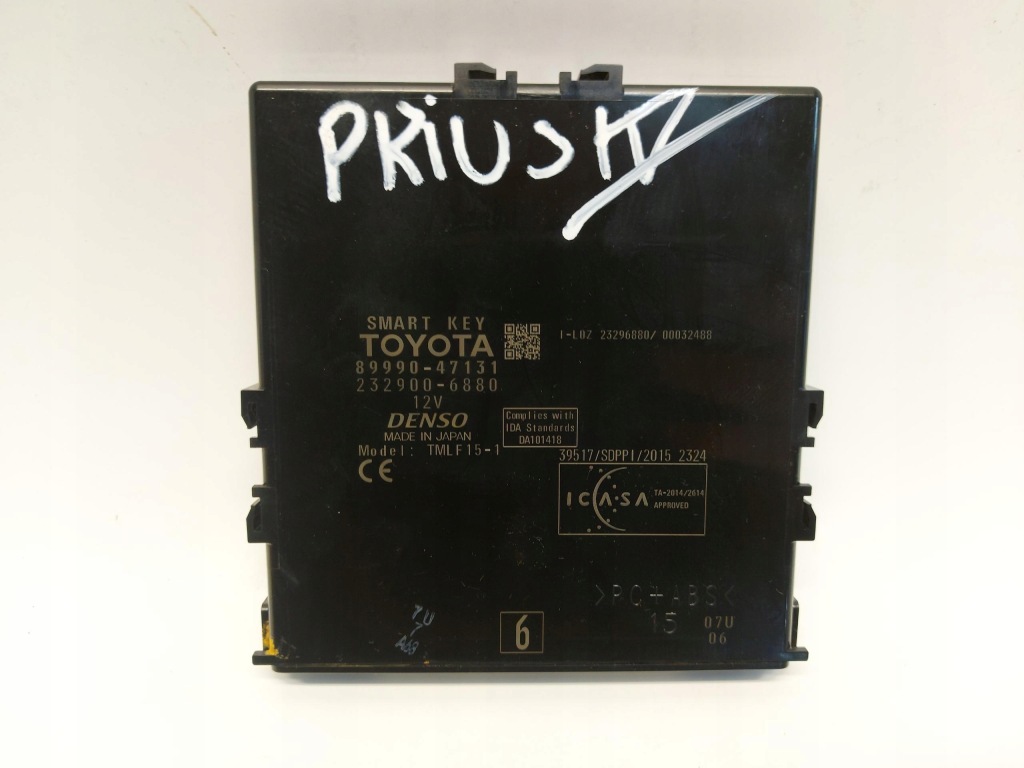 PRiUS IV
SMART KEY
TOYOTA
89990-47131
232900-6880
12V
DENSO
MADE IN JAPAN
Model: TMLF15-1
CE
I-LOZ 23296880/ 00032488
Complies with
IDA Standards
DA101418
39517/SDPPI/2015 2324
ICASA
TA-2014/2614
APPROVED
>PC+ABS<
15
07U
06
6
7U
7